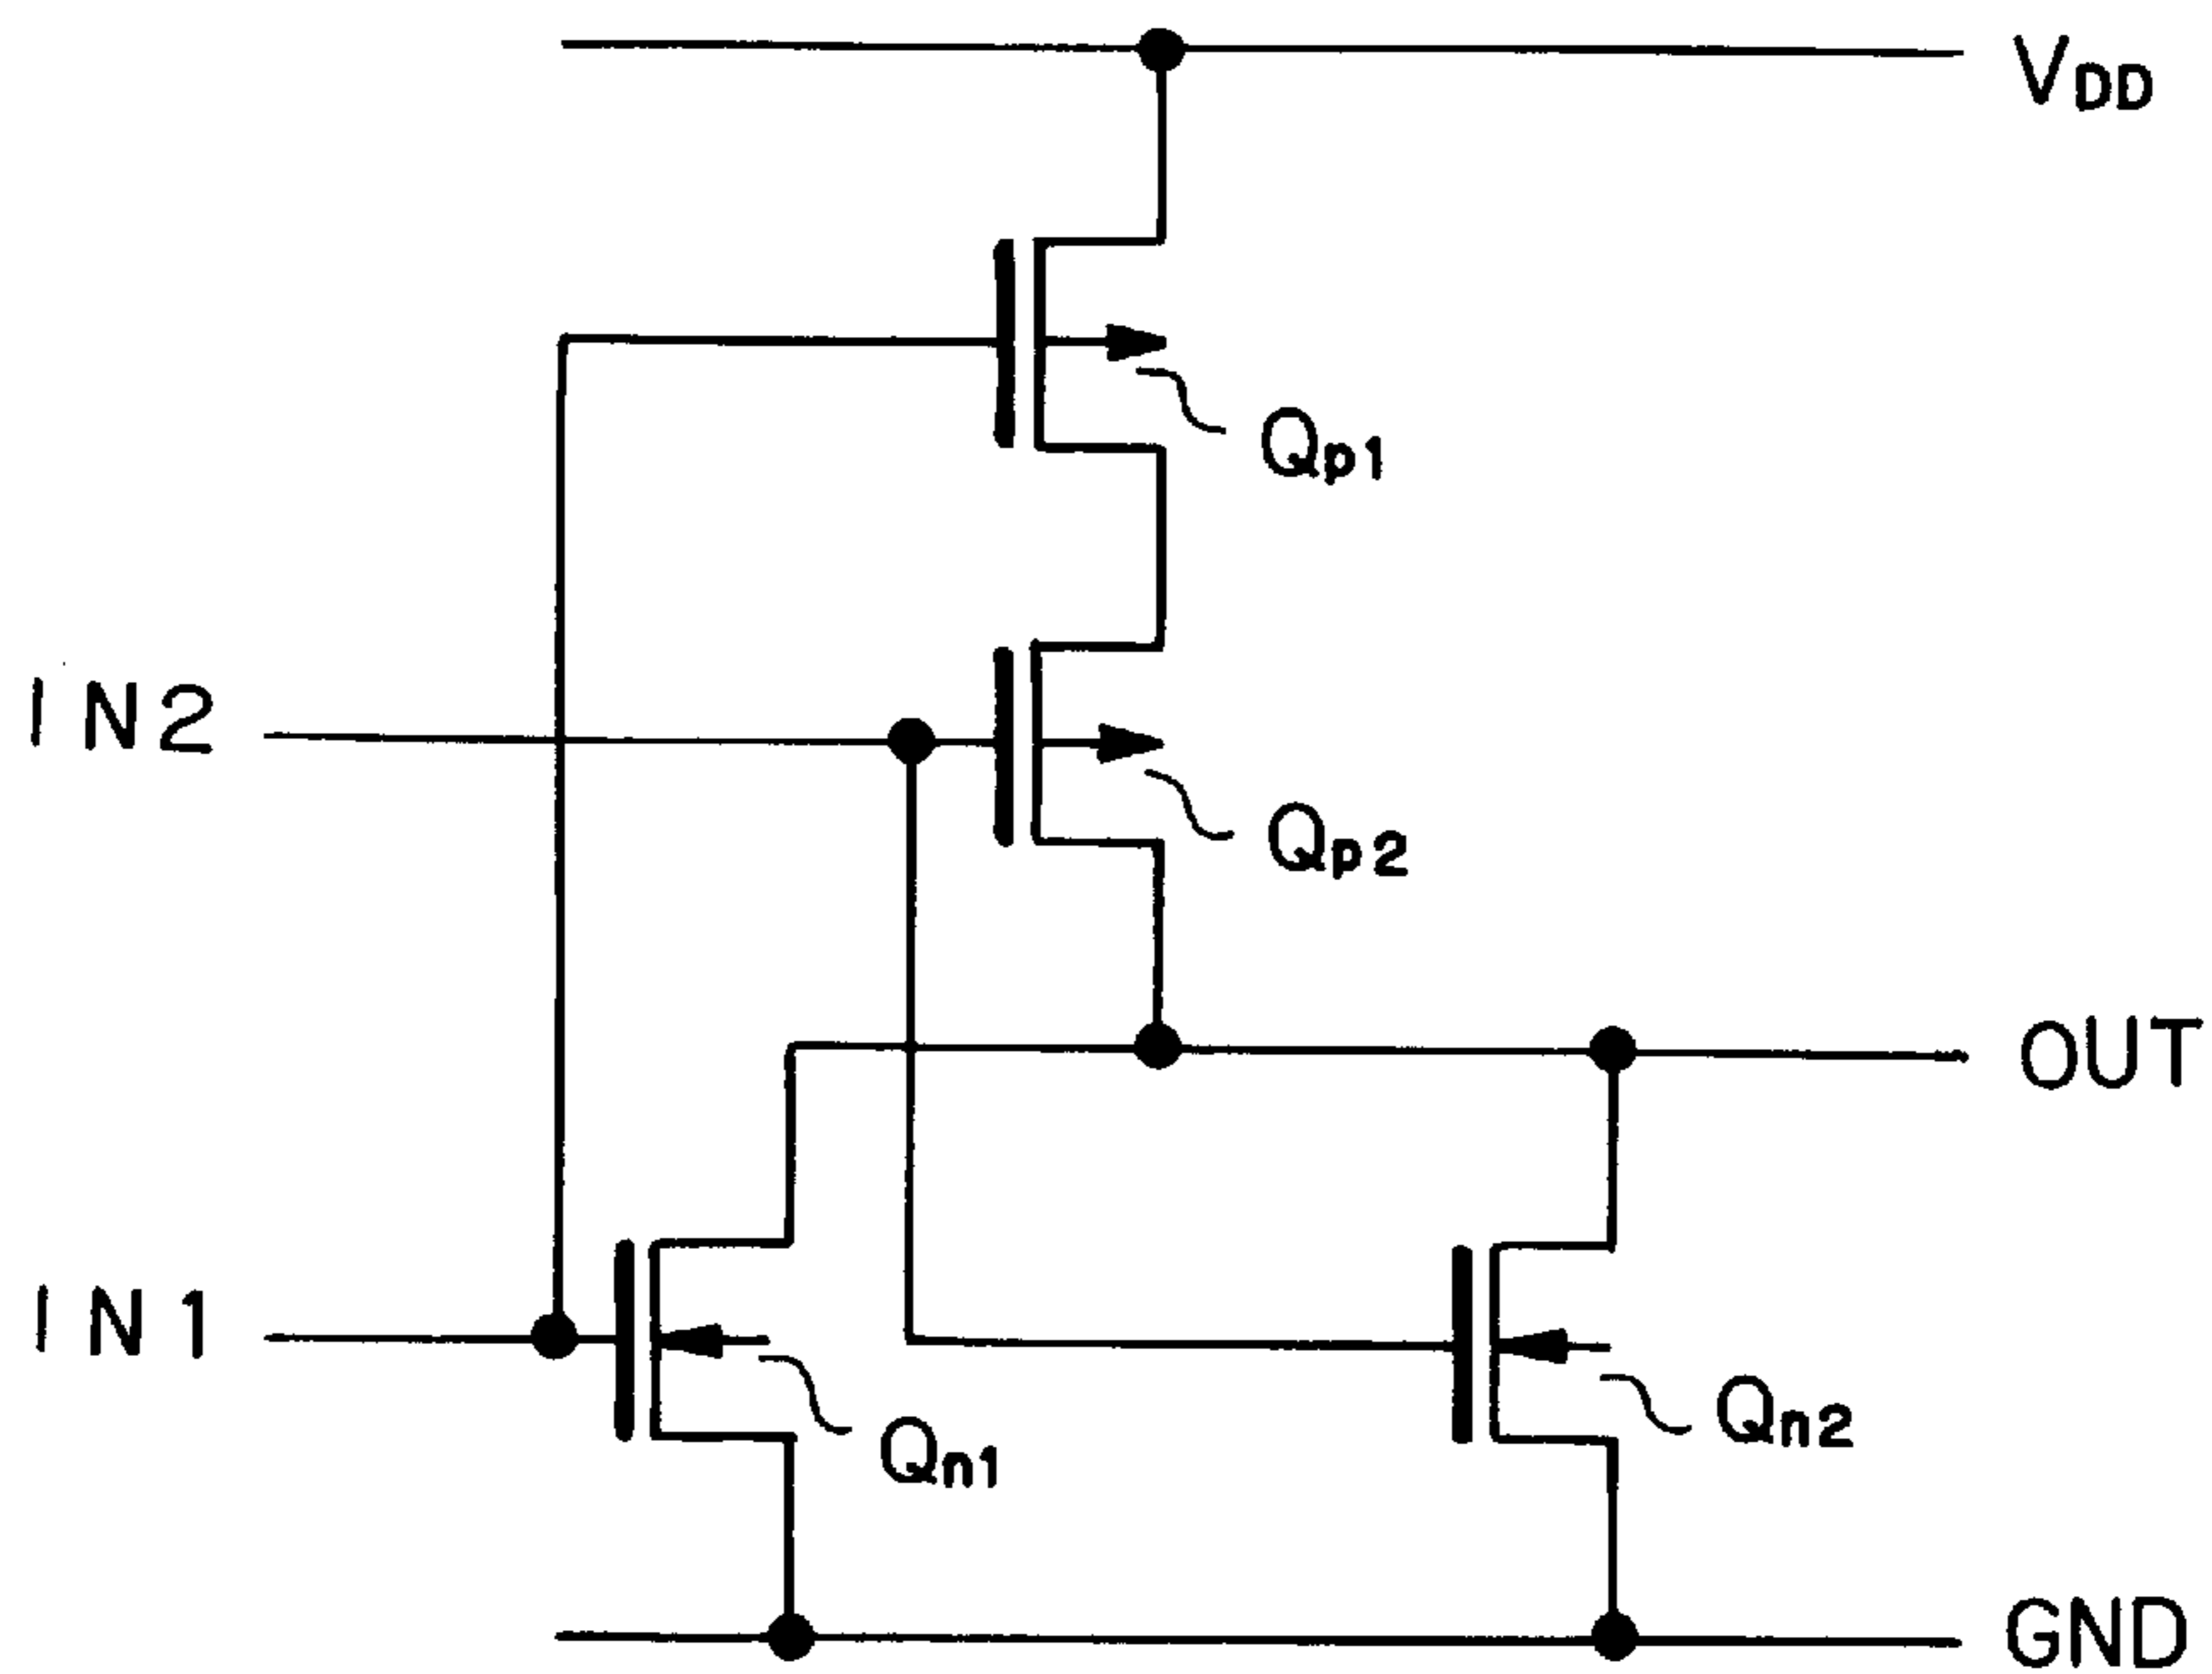 VDD
Qp1
IN2
Qp2
OUT
IN1
Qn1
Qn2
GND